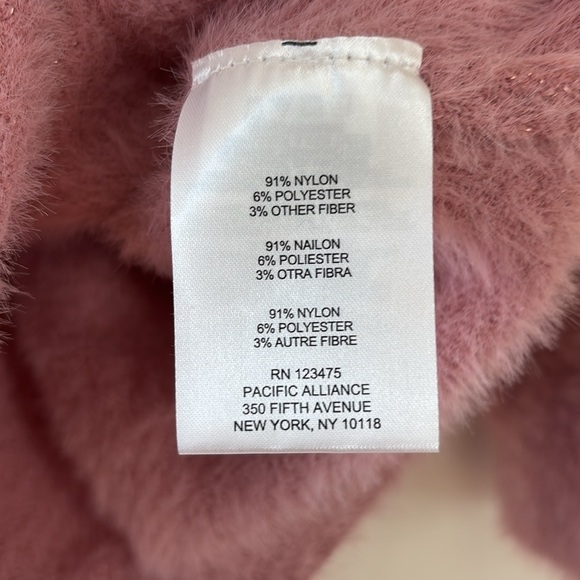 91% NYLON
6% POLYESTER
3% OTHER FIBER
91% NAILON
6% POLIESTER
3% OTRA FIBRA
91% NYLON
6% POLYESTER
3% AUTRE FIBRE
RN 123475
PACIFIC ALLIANCE
350 FIFTH AVENUE
NEW YORK, NY 10118